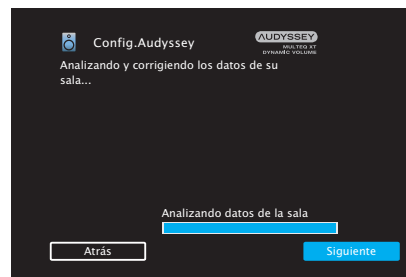 Config.Audyssey
AUDYSSEY
MULTEQ XT
DYNAMIC VOLUME
Analizando y corrigiendo los datos de su
sala...
Analizando datos de la sala
Atrás
Siguiente